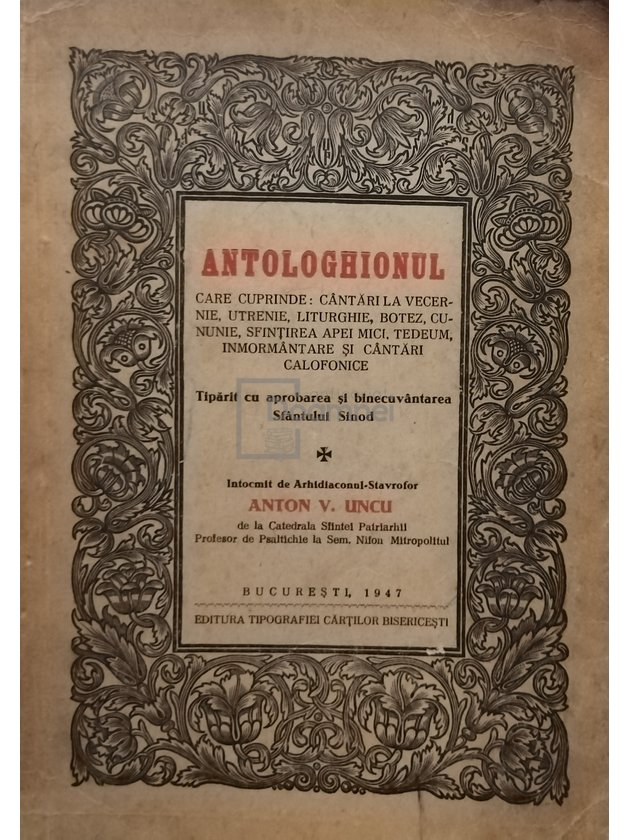 ANTOLOGHIONUL
CARE CUPRINDE: CÂNTĂRI LA VECER-
NIE, UTRENIE, LITURGHIE, BOTEZ, CU-
NUNIE, SFINȚIREA APEI MICI, TEDEUM,
INMORMÂNTARE ȘI CÂNTĂRI
CALOFONICE
Tipărit cu aprobarea și binecuvântarea
Sfântului Sinod
Intocmit de Arhidiaconul-Stavrofor
ANTON V. UNCU
de la Catedrala Sfintei Patriarhii
Profesor de Psaltichie la Sem. Nifon Mitropolitul
BUCUREȘTI, 1947
EDITURA TIPOGRAFIEI CĂRȚILOR BISERICEȘTI